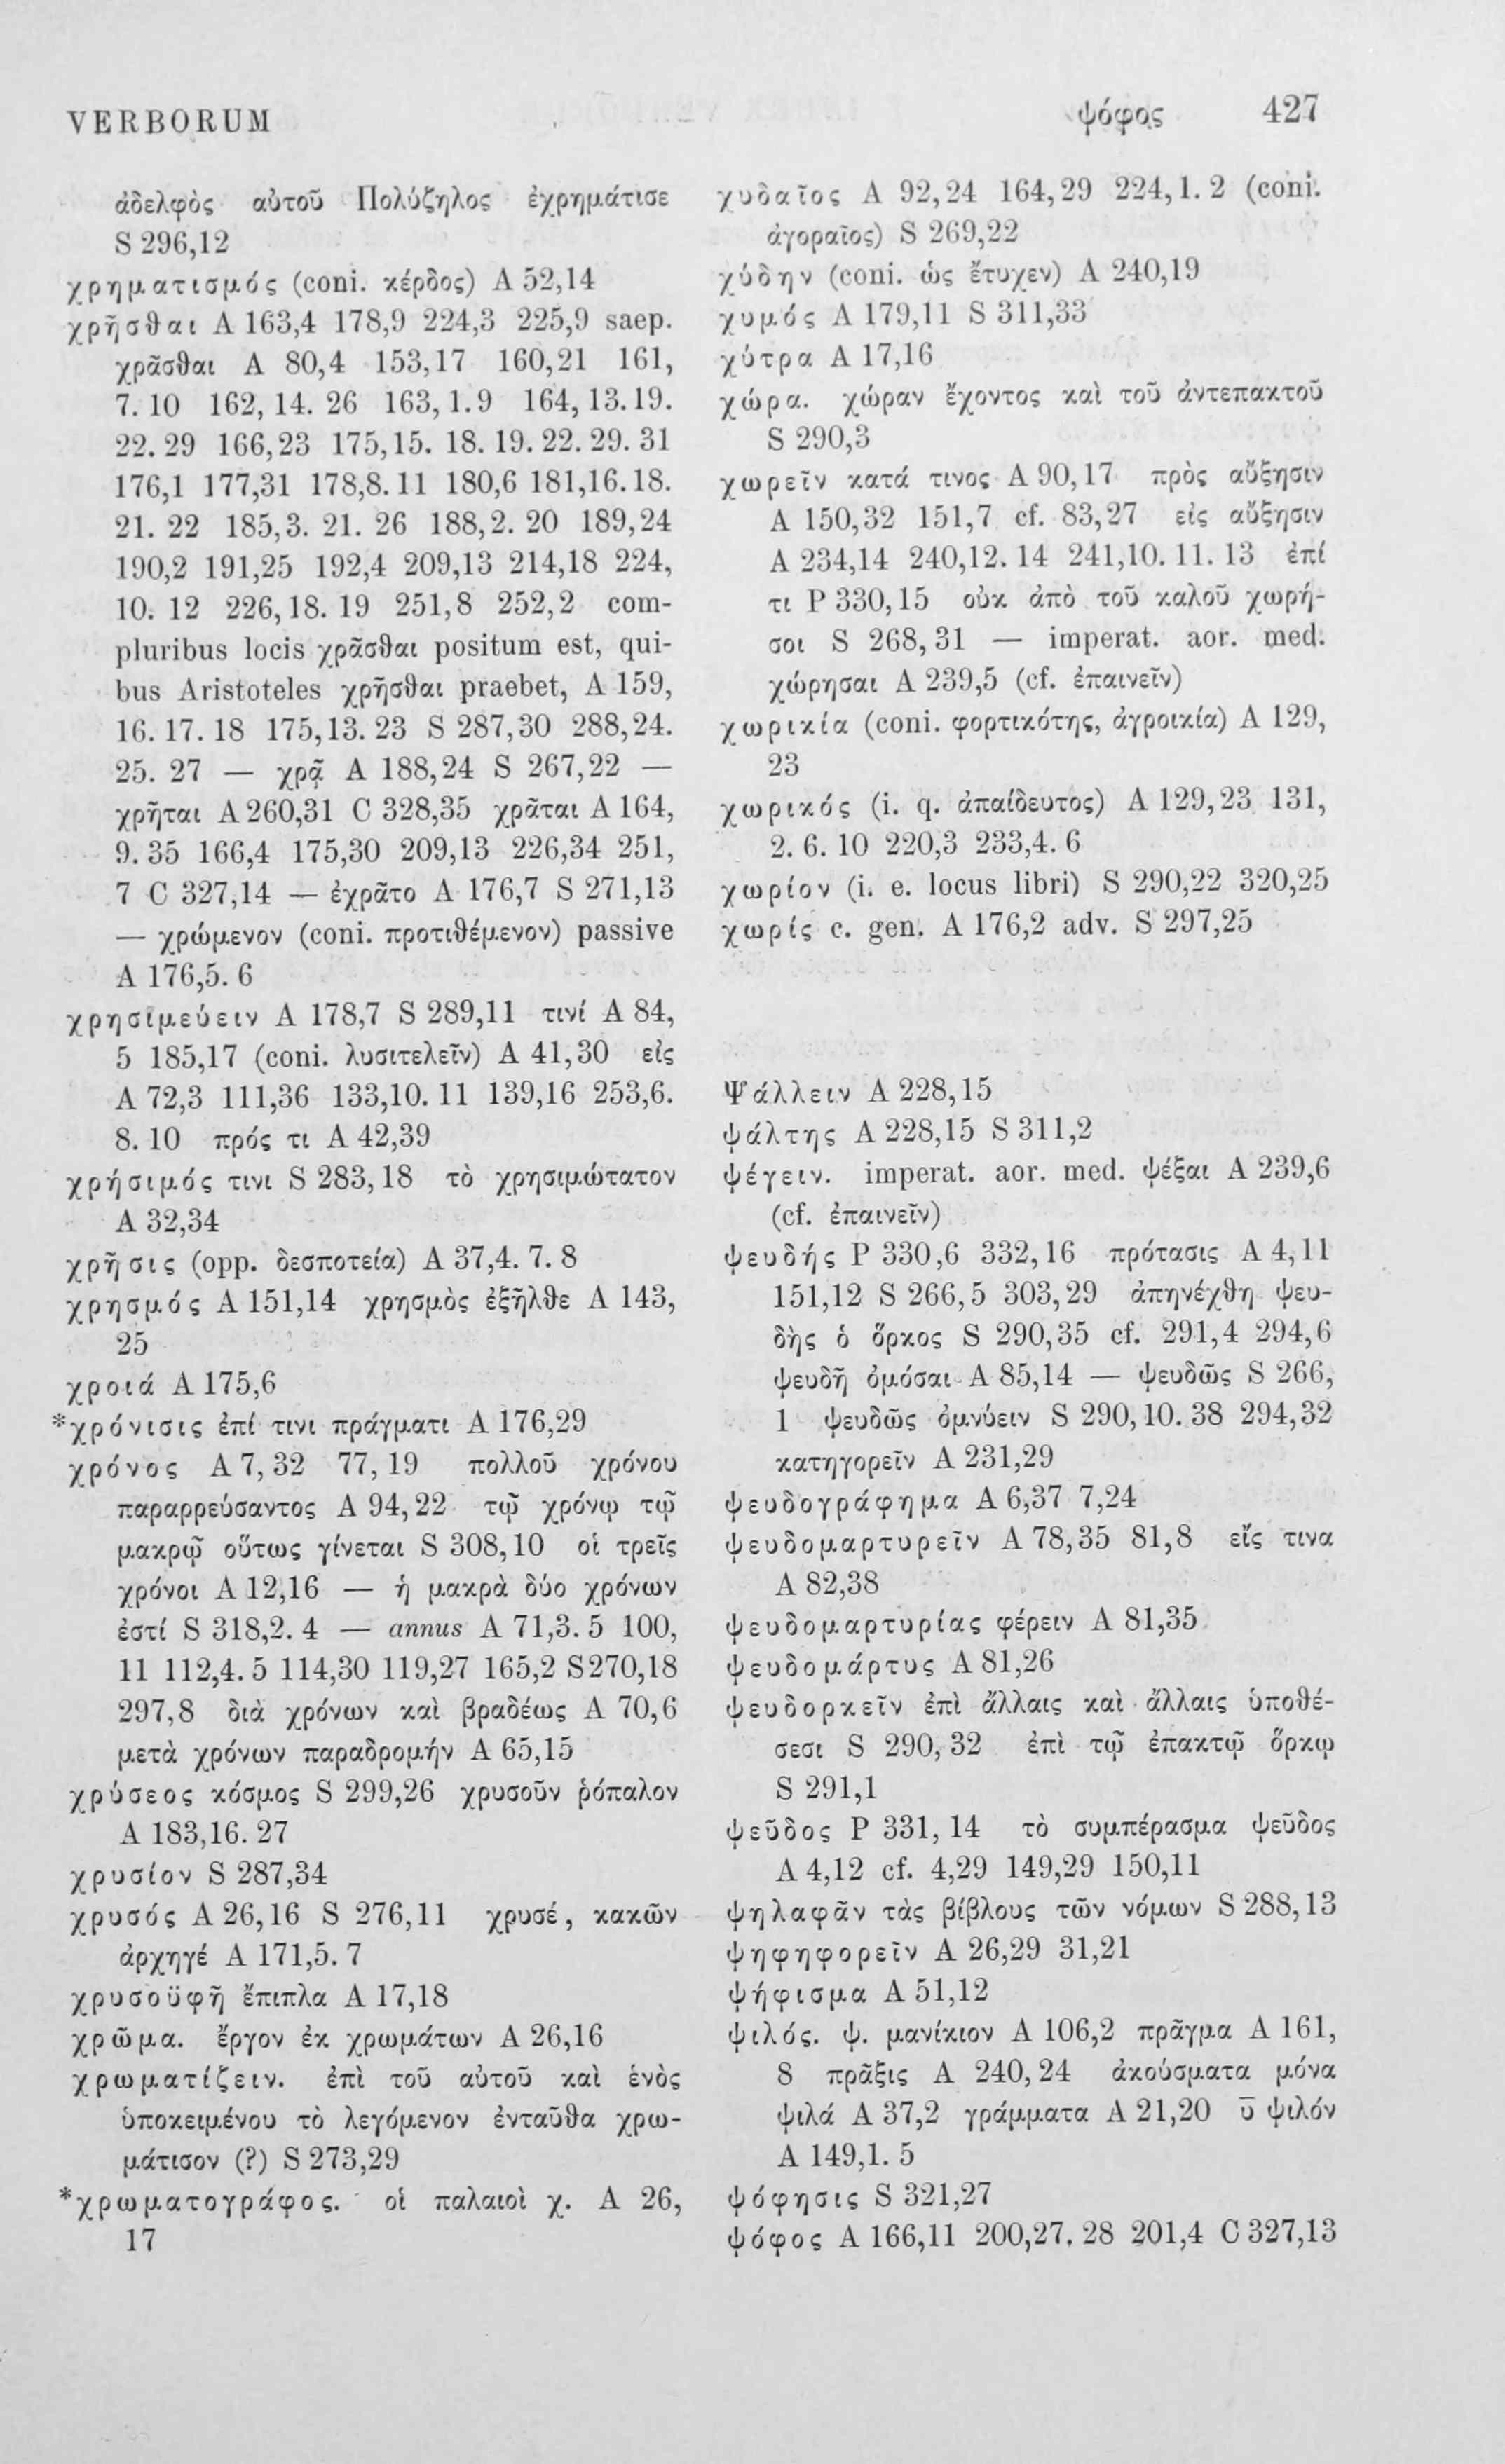 VERBORUM ψόφος 427
ἀδελφὸς αὐτοῦ Πολύζηλος ἐχρημάτισε
S 296,12
χρηματισμός (coni. κέρδος) A 52,14
χρῆσθαι A 163,4 178,9 224,3 225,9 saep.
χρᾶσθαι A 80,4 153,17 160,21 161,
7. 10 162, 14. 26 163, 1. 9 164, 13. 19.
22. 29 166,23 175,15. 18. 19. 22. 29. 31
176,1 177,31 178,8. 11 180,6 181,16. 18.
21. 22 185,3. 21. 26 188,2. 20 189,24
190,2 191,25 192,4 209,13 214,18 224,
10. 12 226,18. 19 251,8 252,2 com-
pluribus locis χρᾶσθαι positum est, qui-
bus Aristoteles χρῆσθαι praebet, A 159,
16. 17. 18 175,13. 23 S 287,30 288,24.
25. 27 — χρᾷ A 188,24 S 267,22 —
χρῆται A 260,31 C 328,35 χρᾶται A 164,
9. 35 166,4 175,30 209,13 226,34 251,
7 C 327,14 — ἐχρᾶτο A 176,7 S 271,13
— χρώμενον (coni. προτιθέμενον) passive
A 176,5. 6
χρησιμεύειν A 178,7 S 289,11 τινί A 84,
5 185,17 (coni. λυσιτελεῖν) A 41,30 εἰς
A 72,3 111,36 133,10. 11 139,16 253,6.
8. 10 πρός τι A 42,39
χρήσιμός τινι S 283,18 τὸ χρησιμώτατον
A 32,34
χρῆσις (opp. δεσποτεία) A 37,4. 7. 8
χρησμός A 151,14 χρησμὸς ἐξῆλθε A 143,
25
χροιά A 175,6
*χρόνισις ἐπί τινι πράγματι A 176,29
χρόνος A 7,32 77,19 πολλοῦ χρόνου
παραρρεύσαντος A 94,22 τῷ χρόνῳ τῷ
μακρῷ οὕτως γίνεται S 308,10 οἱ τρεῖς
χρόνοι A 12,16 — ἡ μακρὰ δύο χρόνων
ἐστί S 318,2. 4 — annus A 71,3. 5 100,
11 112,4. 5 114,30 119,27 165,2 S 270,18
297,8 διὰ χρόνων καὶ βραδέως A 70,6
μετὰ χρόνων παραδρομήν A 65,15
χρύσεος κόσμος S 299,26 χρυσοῦν ῥόπαλον
A 183,16. 27
χρυσίον S 287,34
χρυσός A 26,16 S 276,11 χρυσέ, κακῶν
ἀρχηγέ A 171,5. 7
χρυσοϋφῆ ἔπιπλα A 17,18
χρῶμα. ἔργον ἐκ χρωμάτων A 26,16
χρωματίζειν. ἐπὶ τοῦ αὐτοῦ καὶ ἑνὸς
ὑποκειμένου τὸ λεγόμενον ἐνταῦθα χρω-
μάτισον (?) S 273,29
*χρωματογράφος. οἱ παλαιοὶ χ. A 26,
17
χυδαῖος A 92,24 164,29 224,1. 2 (coni.
ἀγοραῖος) S 269,22
χύδην (coni. ὡς ἔτυχεν) A 240,19
χυμός A 179,11 S 311,33
χύτρα A 17,16
χώρα. χώραν ἔχοντος καὶ τοῦ ἀντεπακτοῦ
S 290,3
χωρεῖν κατά τινος A 90,17 πρὸς αὔξησιν
A 150,32 151,7 cf. 83,27 εἰς αὔξησιν
A 234,14 240,12. 14 241,10. 11. 13 ἐπί
τι P 330,15 οὐκ ἀπὸ τοῦ καλοῦ χωρή-
σοι S 268,31 — imperat. aor. med.
χώρησαι A 239,5 (cf. ἐπαινεῖν)
χωρικία (coni. φορτικότης, ἀγροικία) A 129,
23
χωρικός (i. q. ἀπαίδευτος) A 129,23 131,
2. 6. 10 220,3 233,4. 6
χωρίον (i. e. locus libri) S 290,22 320,25
χωρίς c. gen. A 176,2 adv. S 297,25
Ψάλλειν A 228,15
ψάλτης A 228,15 S 311,2
ψέγειν. imperat. aor. med. ψέξαι A 239,6
(cf. ἐπαινεῖν)
ψευδής P 330,6 332,16 πρότασις A 4,11
151,12 S 266,5 303,29 ἀπηνέχθη ψευ-
δὴς ὁ ὅρκος S 290,35 cf. 291,4 294,6
ψευδῆ ὀμόσαι A 85,14 — ψευδῶς S 266,
1 ψευδῶς ὀμνύειν S 290,10. 38 294,32
κατηγορεῖν A 231,29
ψευδογράφημα A 6,37 7,24
ψευδομαρτυρεῖν A 78,35 81,8 εἴς τινα
A 82,38
ψευδομαρτυρίας φέρειν A 81,35
ψευδομάρτυς A 81,26
ψευδορκεῖν ἐπὶ ἄλλαις καὶ ἄλλαις ὑποθέ-
σεσι S 290,32 ἐπὶ τῷ ἐπακτῷ ὅρκῳ
S 291,1
ψεῦδος P 331,14 τὸ συμπέρασμα ψεῦδος
A 4,12 cf. 4,29 149,29 150,11
ψηλαφᾶν τὰς βίβλους τῶν νόμων S 288,13
ψηφηφορεῖν A 26,29 31,21
ψήφισμα A 51,12
ψιλός. ψ. μανίκιον A 106,2 πρᾶγμα A 161,
8 πρᾶξις A 240,24 ἀκούσματα μόνα
ψιλά A 37,2 γράμματα A 21,20 ῡ ψιλόν
A 149,1. 5
ψόφησις S 321,27
ψόφος A 166,11 200,27. 28 201,4 C 327,13